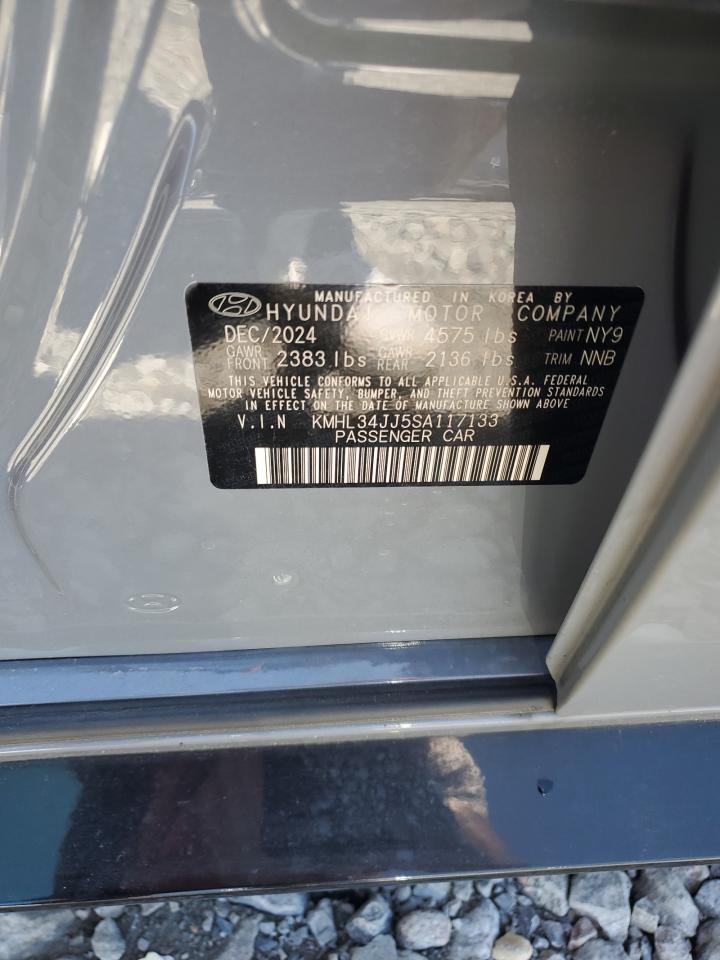 MANUFACTURED IN KOREA BY
HYUNDAI MOTOR COMPANY
DEC/2024 GVWR 4575 lbs PAINT NY9
GAWR FRONT 2383 lbs GAWR REAR 2136 lbs TRIM NNB
THIS VEHICLE CONFORMS TO ALL APPLICABLE U.S.A. FEDERAL
MOTOR VEHICLE SAFETY, BUMPER, AND THEFT PREVENTION STANDARDS
IN EFFECT ON THE DATE OF MANUFACTURE SHOWN ABOVE
V.I.N KMHL34JJ5SA117133
PASSENGER CAR